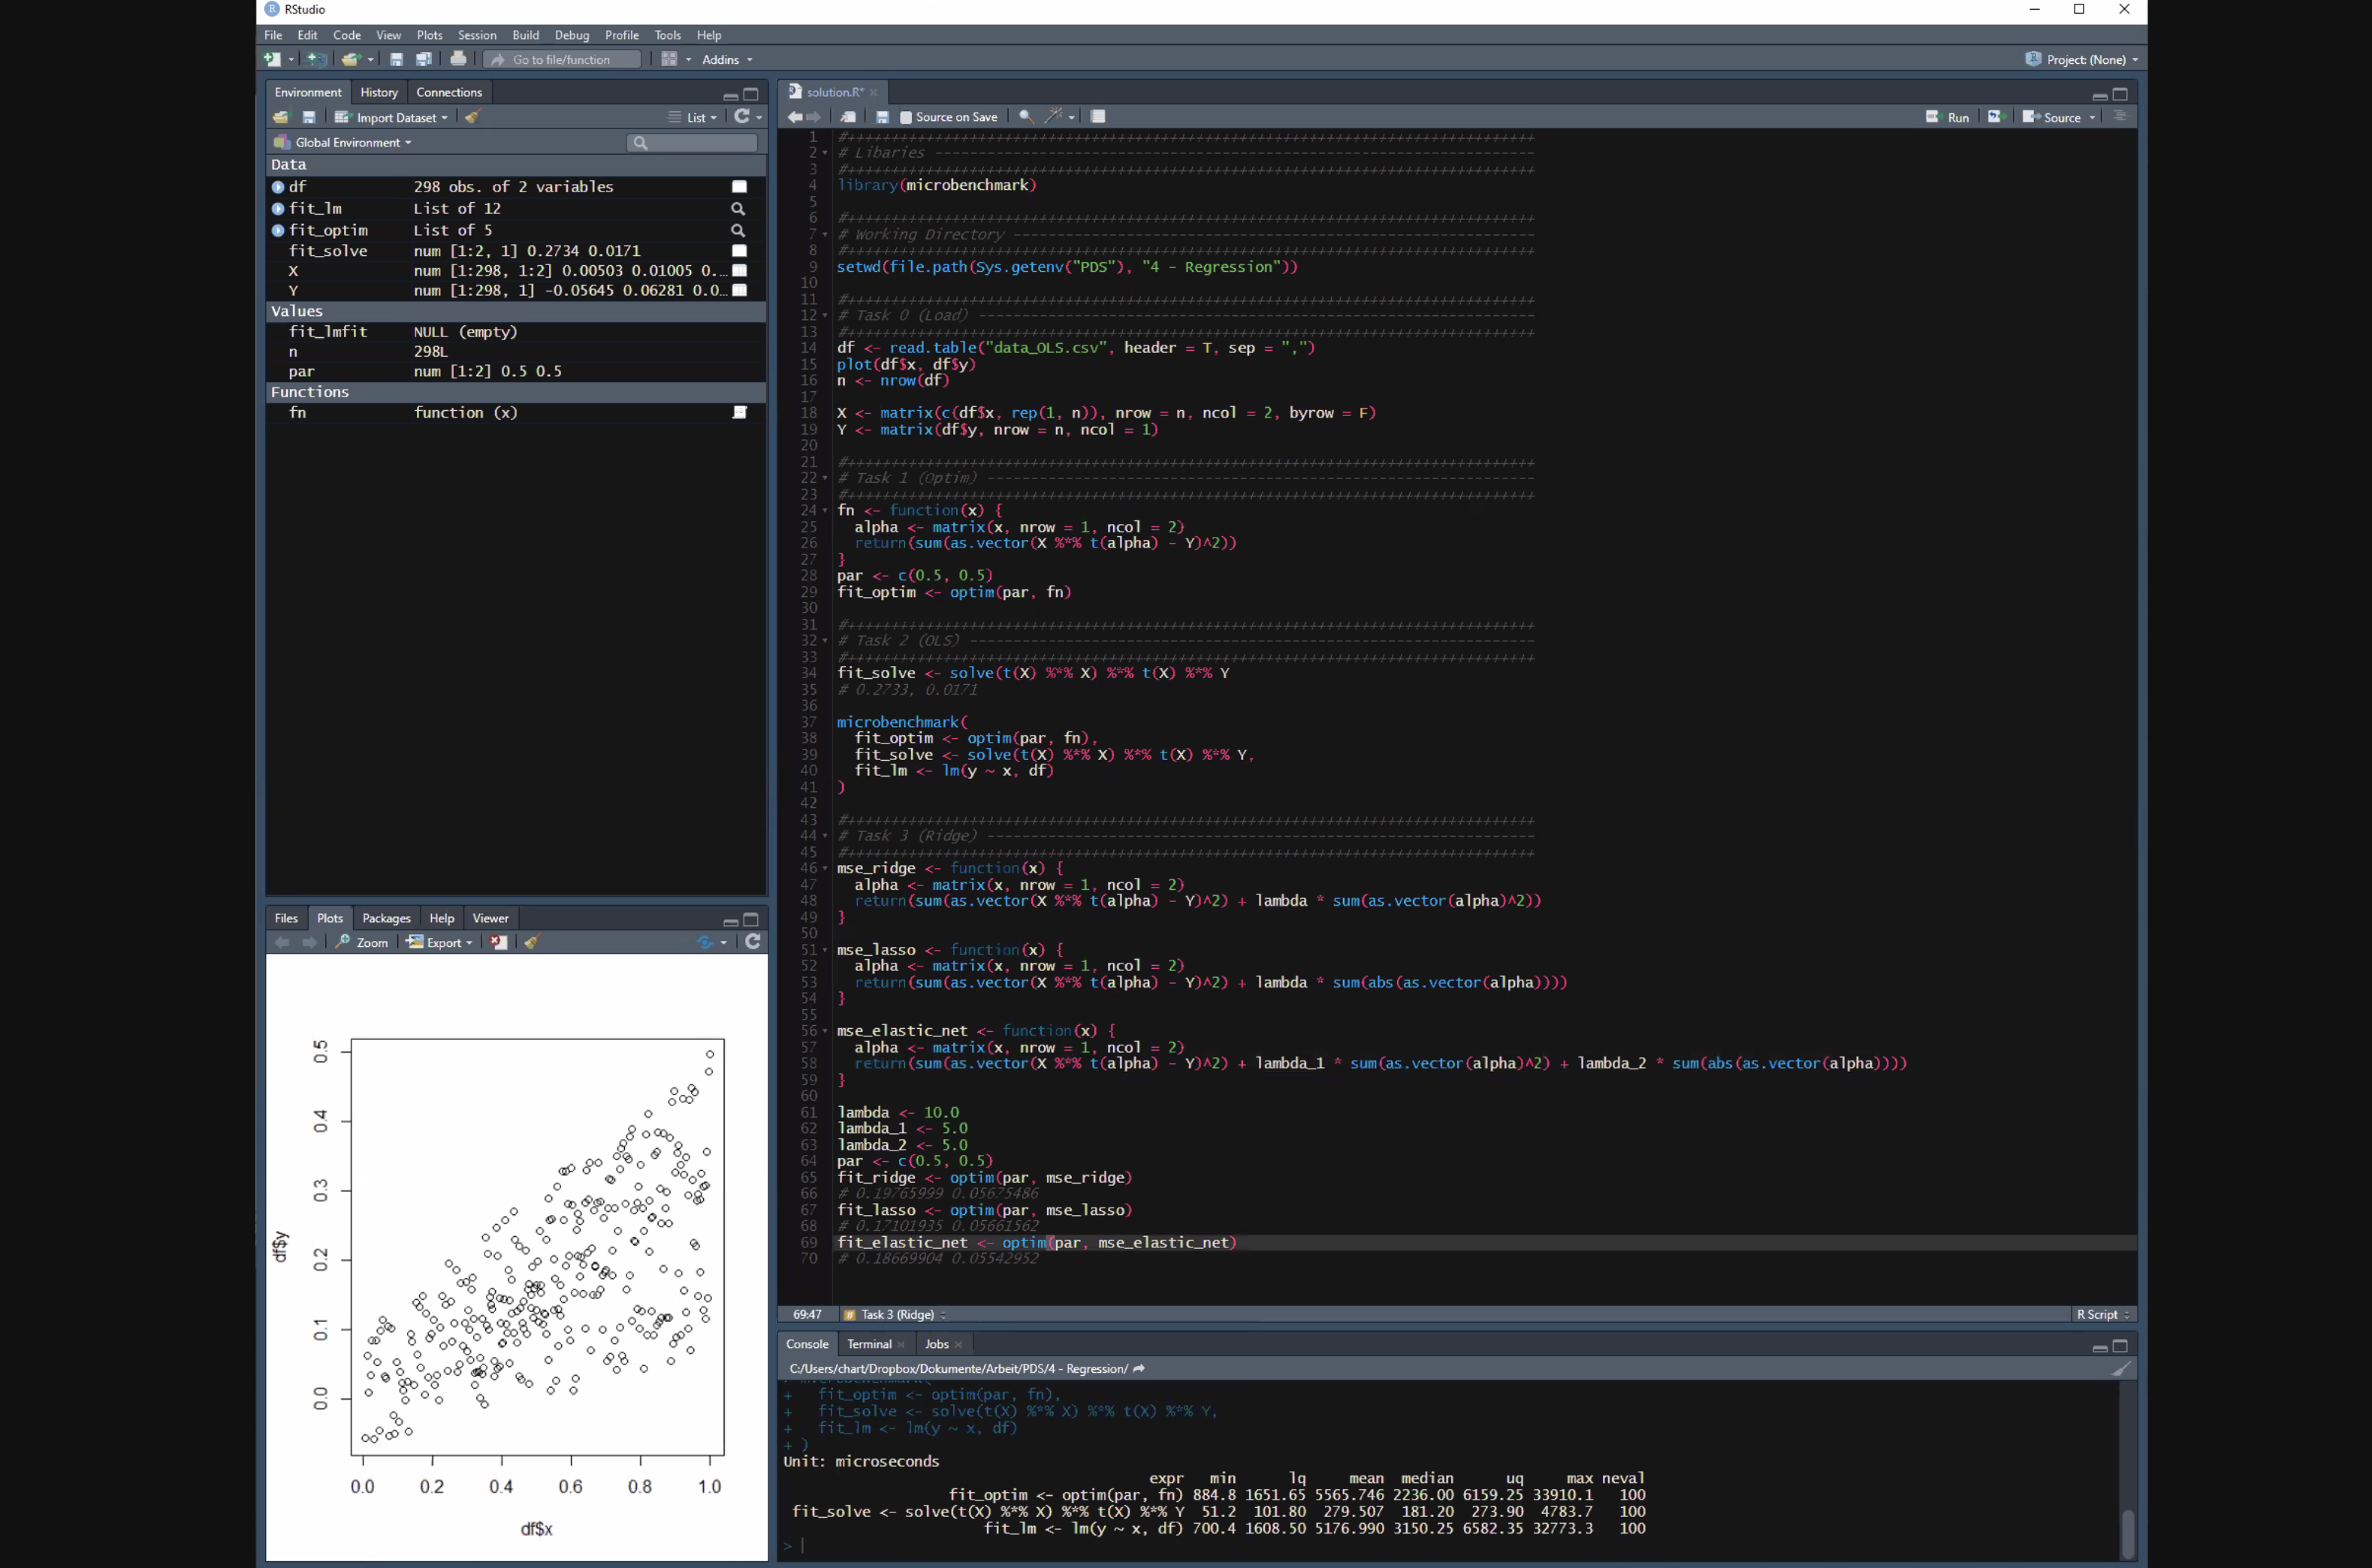 RStudio
File Edit Code View Plots Session Build Debug Profile Tools Help
Go to file/function Addins Project: (None)
Environment History Connections
Import Dataset List
Global Environment
Data
df 298 obs. of 2 variables
fit_lm List of 12
fit_optim List of 5
fit_solve num [1:2, 1] 0.2734 0.0171
X num [1:298, 1:2] 0.00503 0.01005 0...
Y num [1:298, 1] -0.05645 0.06281 0.0...
Values
fit_lmfit NULL (empty)
n 298L
par num [1:2] 0.5 0.5
Functions
fn function (x)
Files Plots Packages Help Viewer
Zoom Export
df$y
0.0 0.1 0.2 0.3 0.4 0.5
0.0 0.2 0.4 0.6 0.8 1.0
df$x
solution.R*
Source on Save Run Source
1 #++++++++++++++++++++++++++++++++++++++++++++++++++++++++++++++++++++++++++++++
2 # Libaries ---------------------------------------------------------------------
3 #++++++++++++++++++++++++++++++++++++++++++++++++++++++++++++++++++++++++++++++
4 library(microbenchmark)
5
6 #++++++++++++++++++++++++++++++++++++++++++++++++++++++++++++++++++++++++++++++
7 # Working Directory ------------------------------------------------------------
8 #++++++++++++++++++++++++++++++++++++++++++++++++++++++++++++++++++++++++++++++
9 setwd(file.path(Sys.getenv("PDS"), "4 - Regression"))
10
11 #++++++++++++++++++++++++++++++++++++++++++++++++++++++++++++++++++++++++++++++
12 # Task 0 (Load) ----------------------------------------------------------------
13 #++++++++++++++++++++++++++++++++++++++++++++++++++++++++++++++++++++++++++++++
14 df <- read.table("data_OLS.csv", header = T, sep = ",")
15 plot(df$x, df$y)
16 n <- nrow(df)
17
18 X <- matrix(c(df$x, rep(1, n)), nrow = n, ncol = 2, byrow = F)
19 Y <- matrix(df$y, nrow = n, ncol = 1)
20
21 #++++++++++++++++++++++++++++++++++++++++++++++++++++++++++++++++++++++++++++++
22 # Task 1 (Optim) ---------------------------------------------------------------
23 #++++++++++++++++++++++++++++++++++++++++++++++++++++++++++++++++++++++++++++++
24 fn <- function(x) {
25 alpha <- matrix(x, nrow = 1, ncol = 2)
26 return(sum(as.vector(X %*% t(alpha) - Y)^2))
27 }
28 par <- c(0.5, 0.5)
29 fit_optim <- optim(par, fn)
30
31 #++++++++++++++++++++++++++++++++++++++++++++++++++++++++++++++++++++++++++++++
32 # Task 2 (OLS) -----------------------------------------------------------------
33 #++++++++++++++++++++++++++++++++++++++++++++++++++++++++++++++++++++++++++++++
34 fit_solve <- solve(t(X) %*% X) %*% t(X) %*% Y
35 # 0.2733, 0.0171
36
37 microbenchmark(
38 fit_optim <- optim(par, fn),
39 fit_solve <- solve(t(X) %*% X) %*% t(X) %*% Y,
40 fit_lm <- lm(y ~ x, df)
41 )
42
43 #++++++++++++++++++++++++++++++++++++++++++++++++++++++++++++++++++++++++++++++
44 # Task 3 (Ridge) ---------------------------------------------------------------
45 #++++++++++++++++++++++++++++++++++++++++++++++++++++++++++++++++++++++++++++++
46 mse_ridge <- function(x) {
47 alpha <- matrix(x, nrow = 1, ncol = 2)
48 return(sum(as.vector(X %*% t(alpha) - Y)^2) + lambda * sum(as.vector(alpha)^2))
49 }
50
51 mse_lasso <- function(x) {
52 alpha <- matrix(x, nrow = 1, ncol = 2)
53 return(sum(as.vector(X %*% t(alpha) - Y)^2) + lambda * sum(abs(as.vector(alpha))))
54 }
55
56 mse_elastic_net <- function(x) {
57 alpha <- matrix(x, nrow = 1, ncol = 2)
58 return(sum(as.vector(X %*% t(alpha) - Y)^2) + lambda_1 * sum(as.vector(alpha)^2) + lambda_2 * sum(abs(as.vector(alpha))))
59 }
60
61 lambda <- 10.0
62 lambda_1 <- 5.0
63 lambda_2 <- 5.0
64 par <- c(0.5, 0.5)
65 fit_ridge <- optim(par, mse_ridge)
66 # 0.19765999 0.05675486
67 fit_lasso <- optim(par, mse_lasso)
68 # 0.17101935 0.05661562
69 fit_elastic_net <- optim(par, mse_elastic_net)
70 # 0.18669904 0.05542952
69:47 # Task 3 (Ridge) R Script
Console Terminal Jobs
C:/Users/chart/Dropbox/Dokumente/Arbeit/PDS/4 - Regression/
+ fit_optim <- optim(par, fn),
+ fit_solve <- solve(t(X) %*% X) %*% t(X) %*% Y,
+ fit_lm <- lm(y ~ x, df)
+ )
Unit: microseconds
expr min lq mean median uq max neval
fit_optim <- optim(par, fn) 884.8 1651.65 5565.746 2236.00 6159.25 33910.1 100
fit_solve <- solve(t(X) %*% X) %*% t(X) %*% Y 51.2 101.80 279.507 181.20 273.90 4783.7 100
fit_lm <- lm(y ~ x, df) 700.4 1608.50 5176.990 3150.25 6582.35 32773.3 100
>